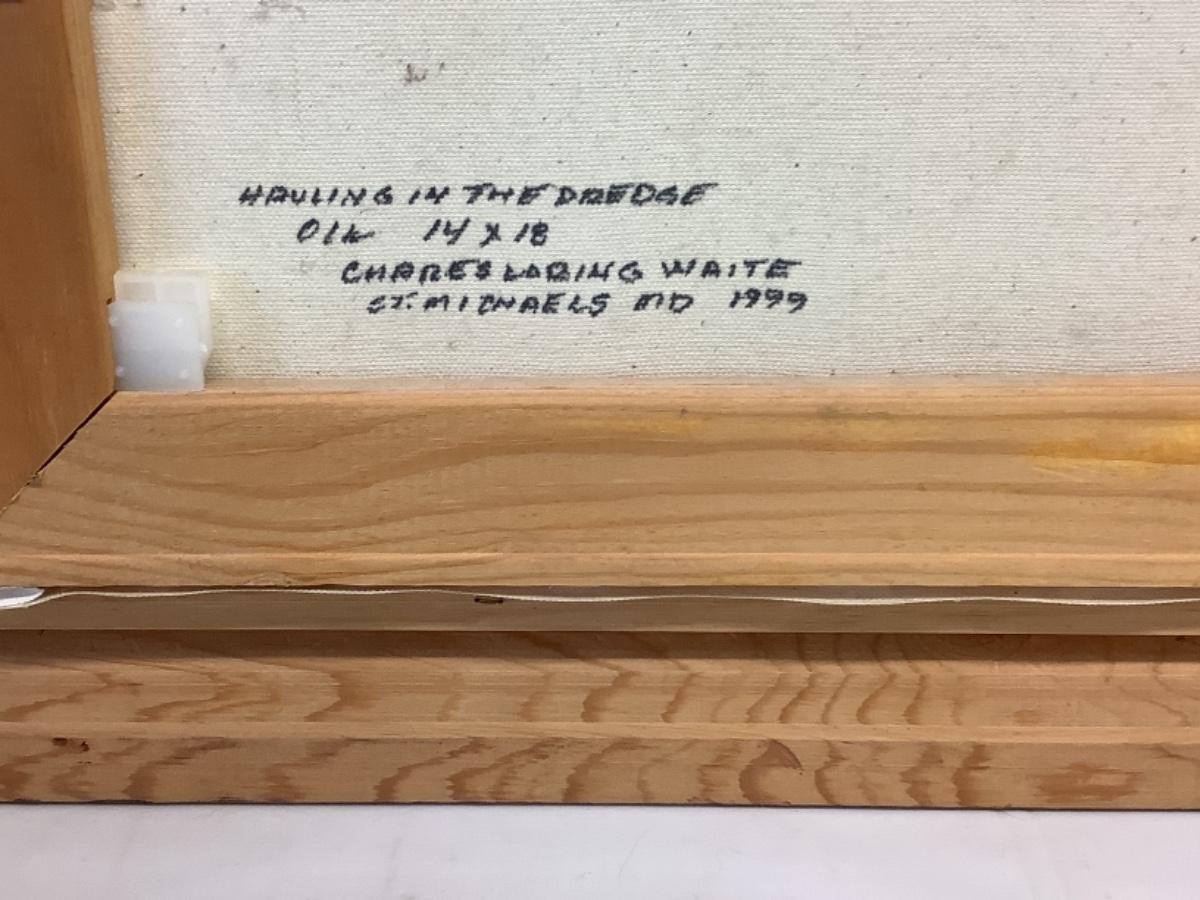 HAULING IN THE DREDGE
OIL 14 X 18
CHARES LORING WAITE
ST. MICHAELS MD 1999